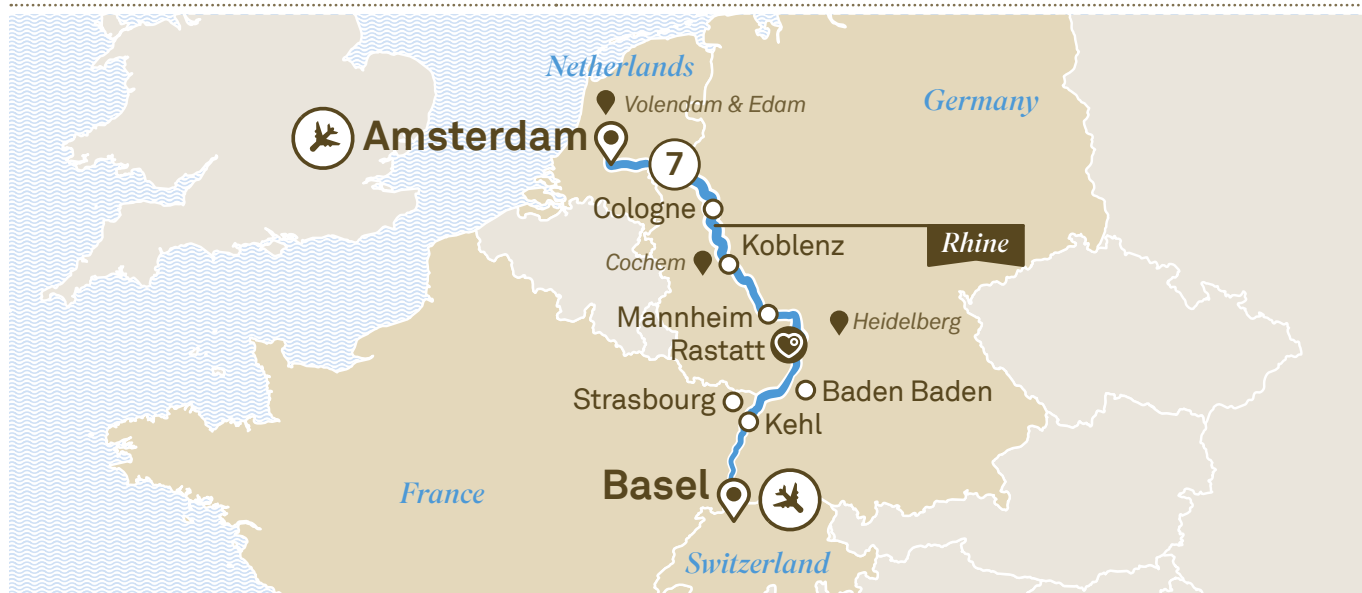 Netherlands
Volendam & Edam
Germany
Amsterdam
7
Cologne
Rhine
Koblenz
Cochem
Mannheim
Heidelberg
Rastatt
Baden Baden
Strasbourg
Kehl
Basel
France
Switzerland